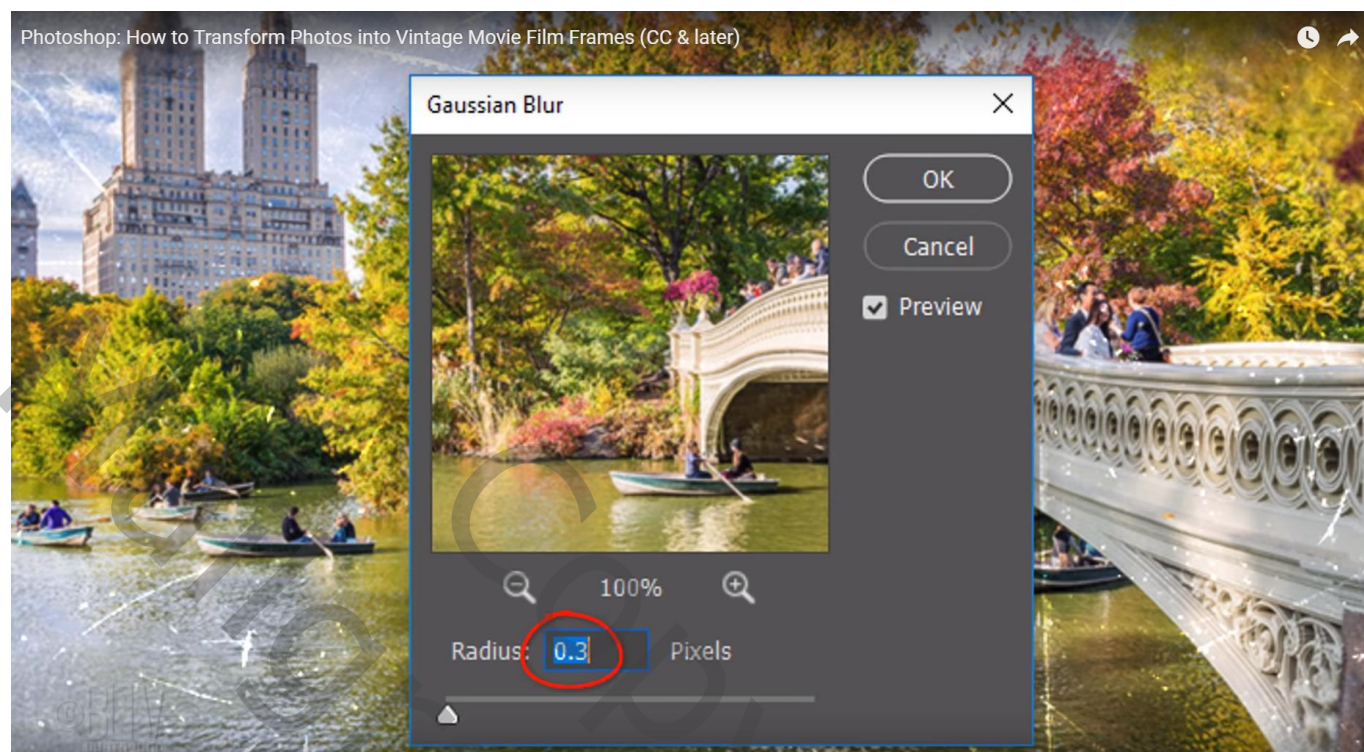 Photoshop: How to Transform Photos into Vintage Movie Film Frames (CC & later)
Gaussian Blur
OK
Cancel
Preview
100%
Radius: 0.3 Pixels